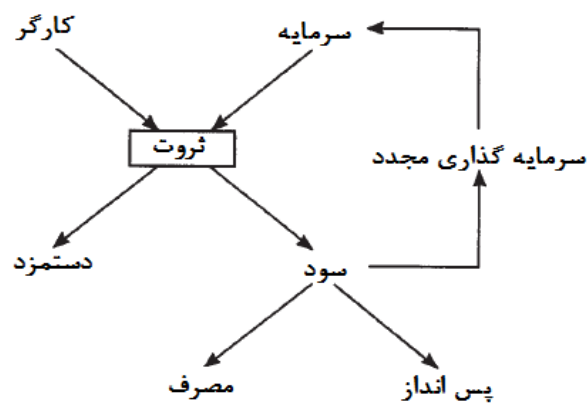 سرمایه
کارگر
ثروت
سرمایه گذاری مجدد
سود
دستمزد
پس انداز
مصرف